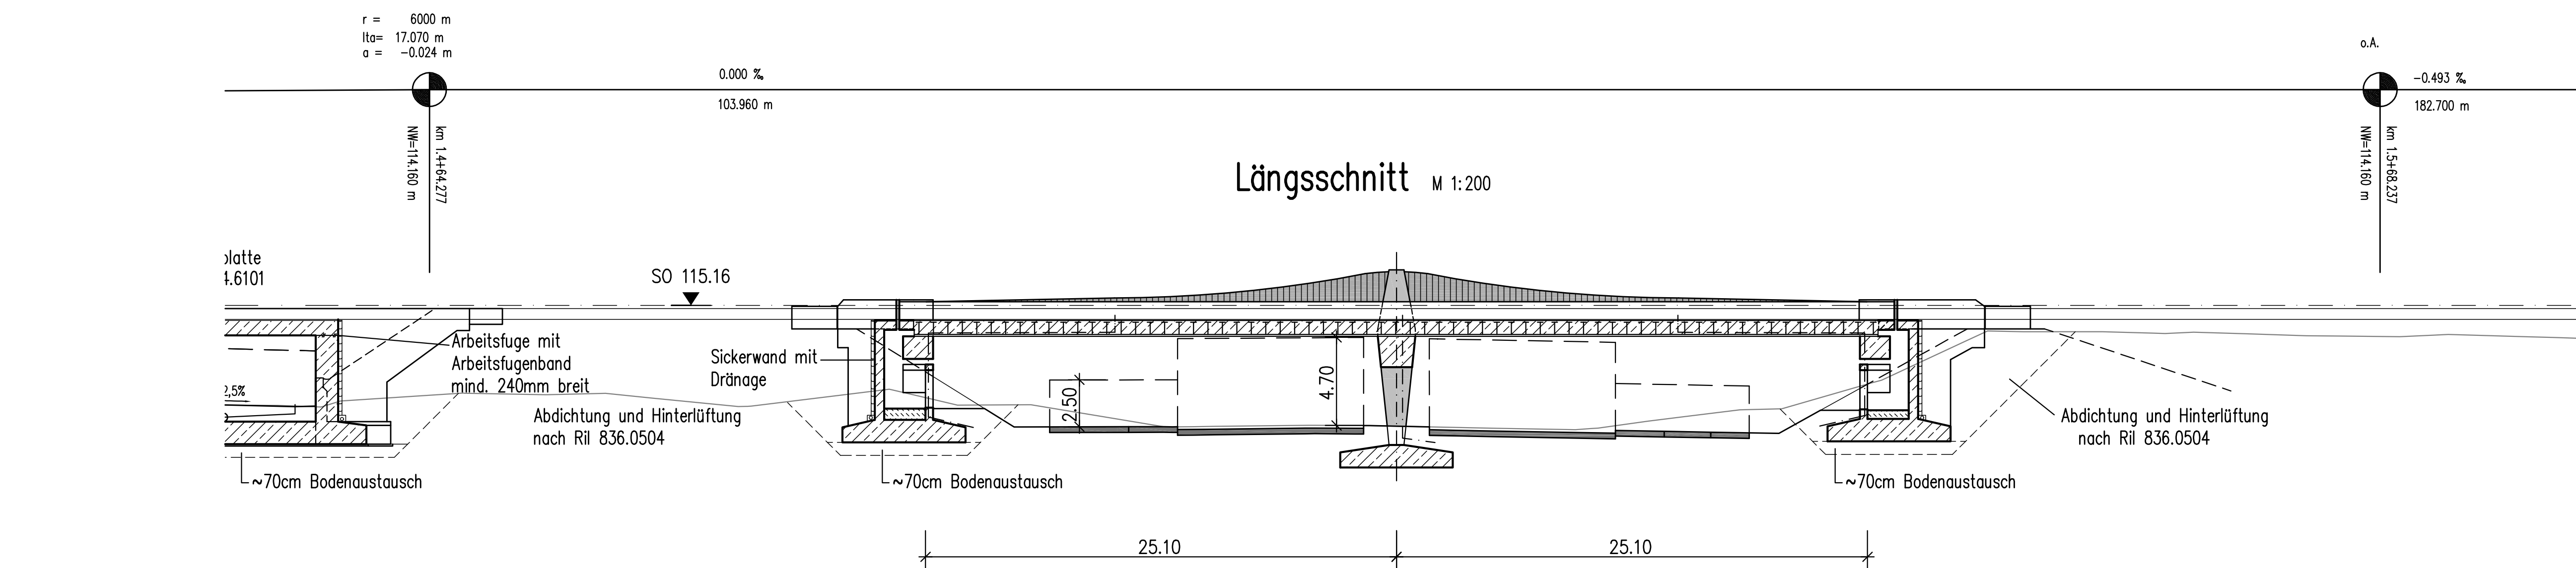 r = 6000 m
lta= 17.070 m
a = -0.024 m
o.A.
0.000 ‰
103.960 m
-0.493 ‰
182.700 m
NW=114.160 m
km 1.4+64.277
NW=114.160 m
km 1.5+68.237
Längsschnitt M 1:200
platte
4.6101
SO 115.16
Arbeitsfuge mit
Arbeitsfugenband
mind. 240mm breit
Sickerwand mit
Dränage
2,5%
2.50
4.70
Abdichtung und Hinterlüftung
nach Ril 836.0504
Abdichtung und Hinterlüftung
nach Ril 836.0504
~70cm Bodenaustausch
~70cm Bodenaustausch
~70cm Bodenaustausch
25.10
25.10